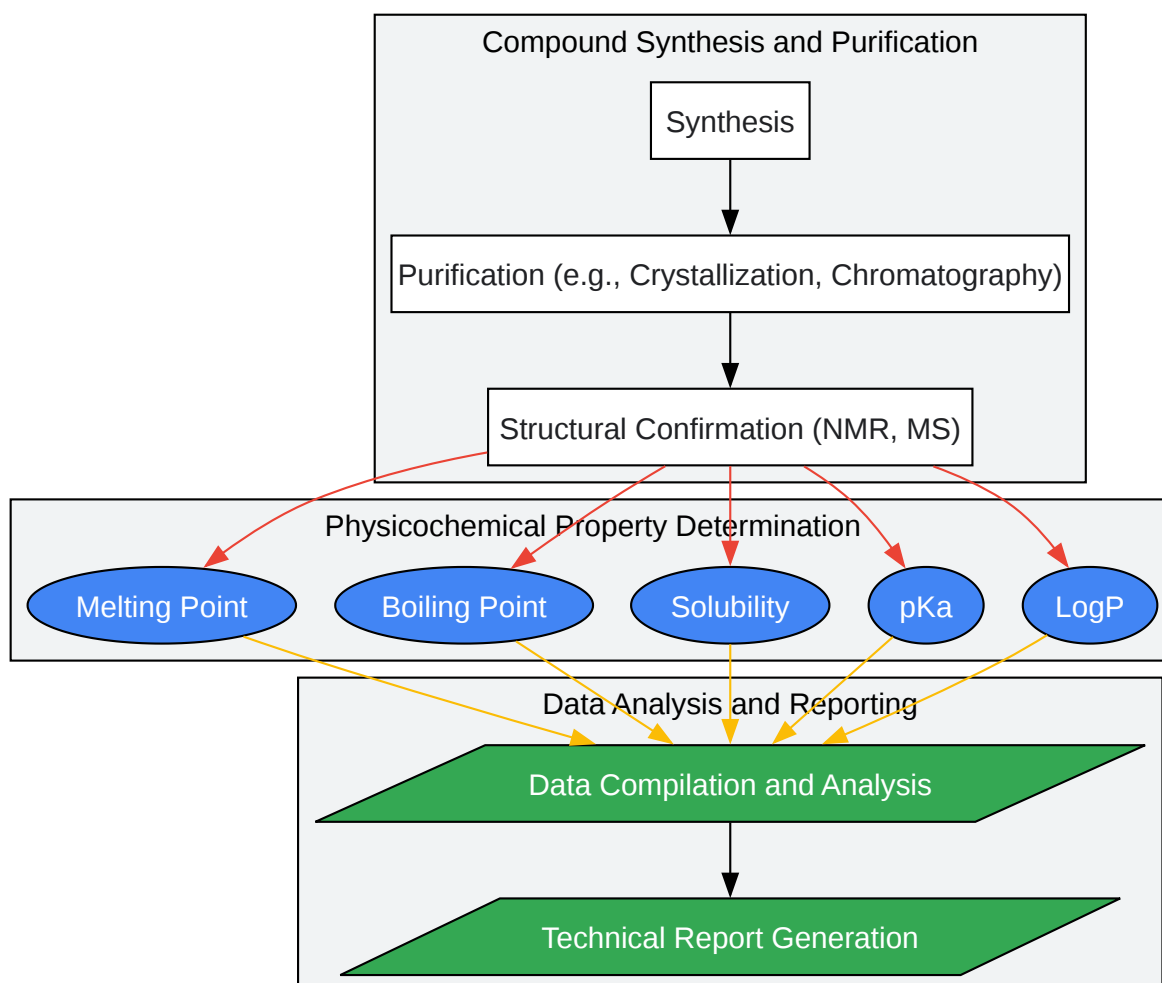 Compound Synthesis and Purification
Synthesis
Purification (e.g., Crystallization, Chromatography)
Structural Confirmation (NMR, MS)
Physicochemical Property Determination
Melting Point
Boiling Point
Solubility
pKa
LogP
Data Analysis and Reporting
Data Compilation and Analysis
Technical Report Generation